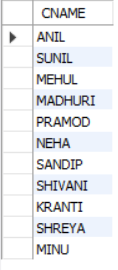 CNAME
ANIL
SUNIL
MEHUL
MADHURI
PRAMOD
NEHA
SANDIP
SHIVANI
KRANTI
SHREYA
MINU